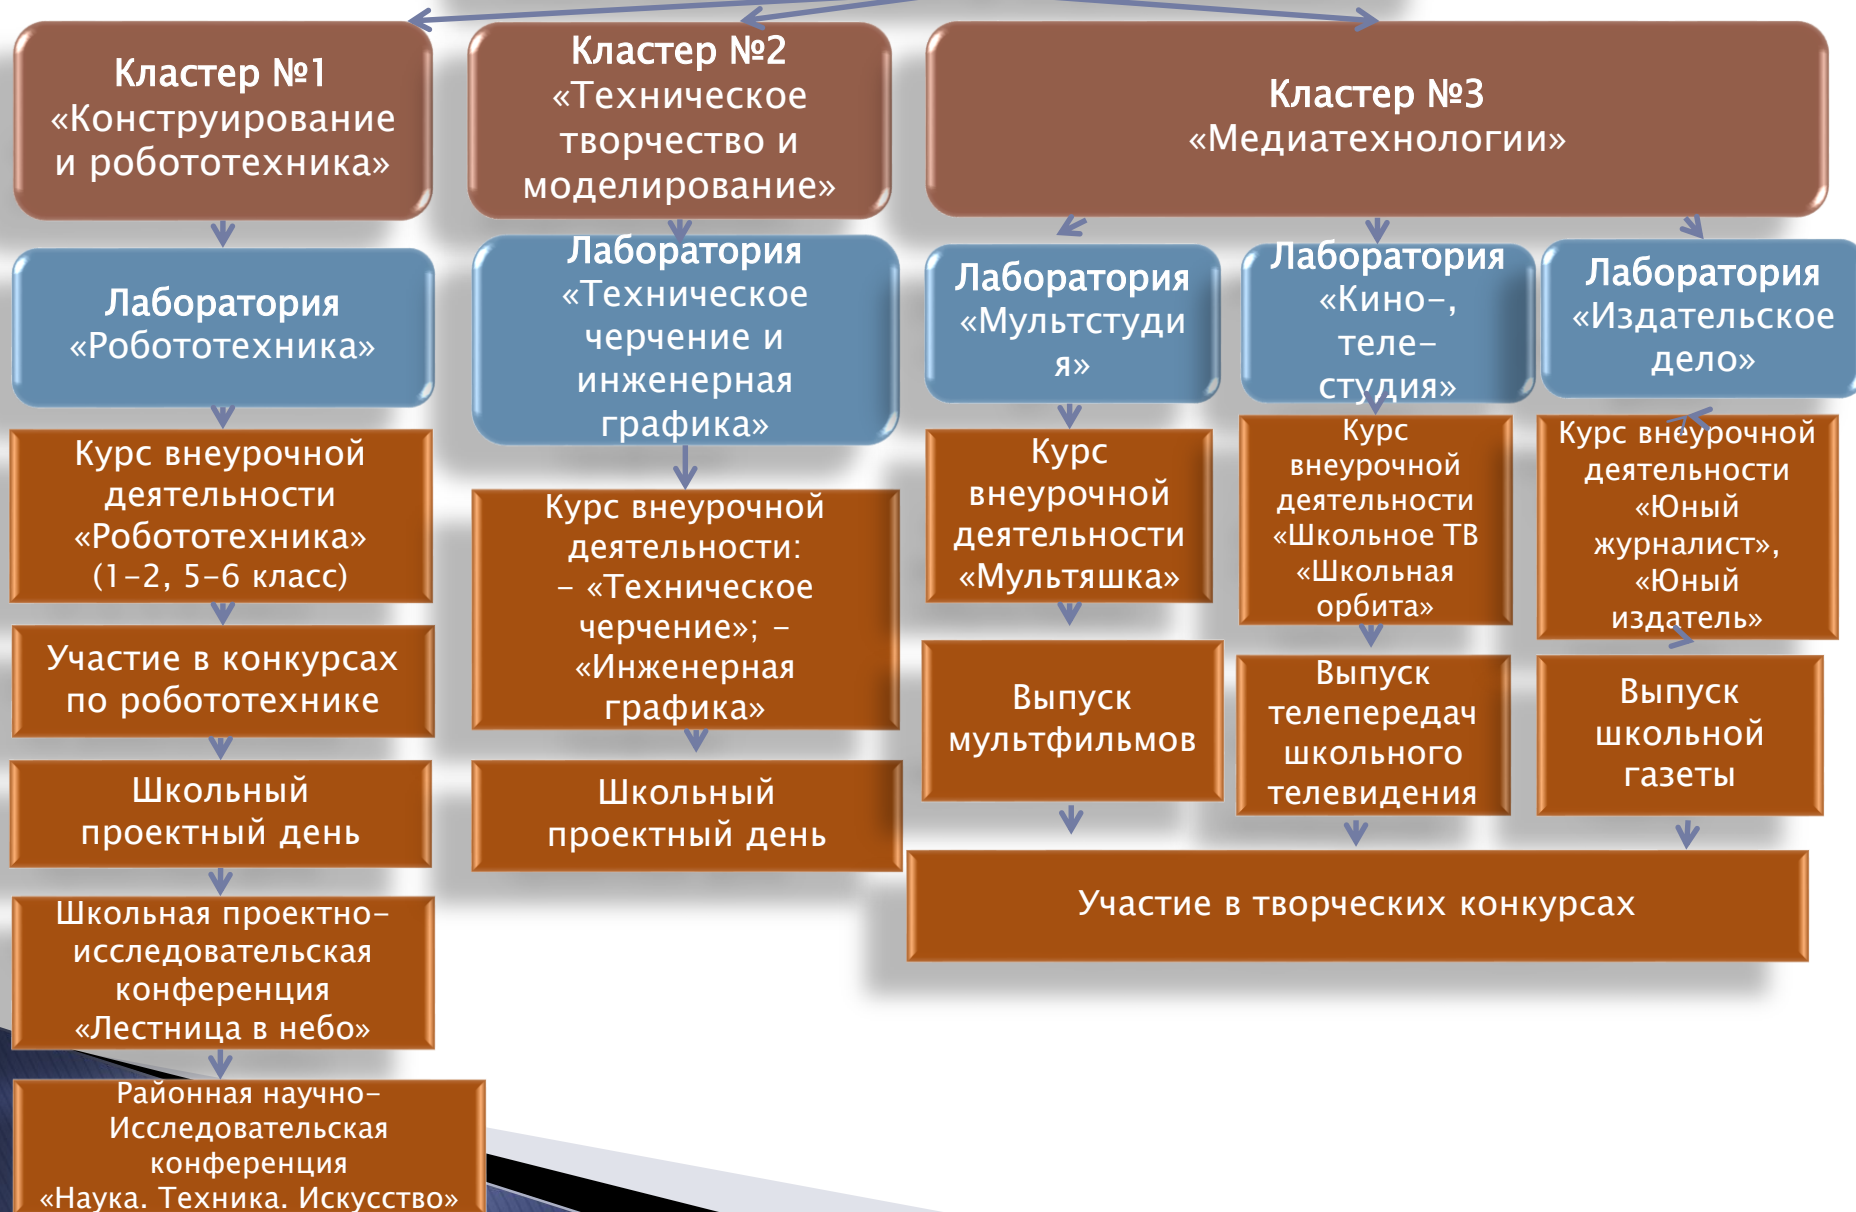 Кластер №1
«Конструирование
и робототехника»
Кластер №2
«Техническое
творчество и
моделирование»
Кластер №3
«Медиатехнологии»
Лаборатория
«Робототехника»
Лаборатория
«Техническое
черчение и
инженерная
графика»
Лаборатория
«Мультстуди
я»
Лаборатория
«Кино-,
теле-
студия»
Лаборатория
«Издательское
дело»
Курс внеурочной
деятельности
«Робототехника»
(1-2, 5-6 класс)
Курс внеурочной
деятельности:
- «Техническое
черчение»; -
«Инженерная
графика»
Курс
внеурочной
деятельности
«Мультяшка»
Курс
внеурочной
деятельности
«Школьное ТВ
«Школьная
орбита»
Курс внеурочной
деятельности
«Юный
журналист»,
«Юный
издатель»
Участие в конкурсах
по робототехнике
Выпуск
мультфильмов
Выпуск
телепередач
школьного
телевидения
Выпуск
школьной
газеты
Школьный
проектный день
Школьный
проектный день
Участие в творческих конкурсах
Школьная проектно-
исследовательская
конференция
«Лестница в небо»
Районная научно-
Исследовательская
конференция
«Наука. Техника. Искусство»